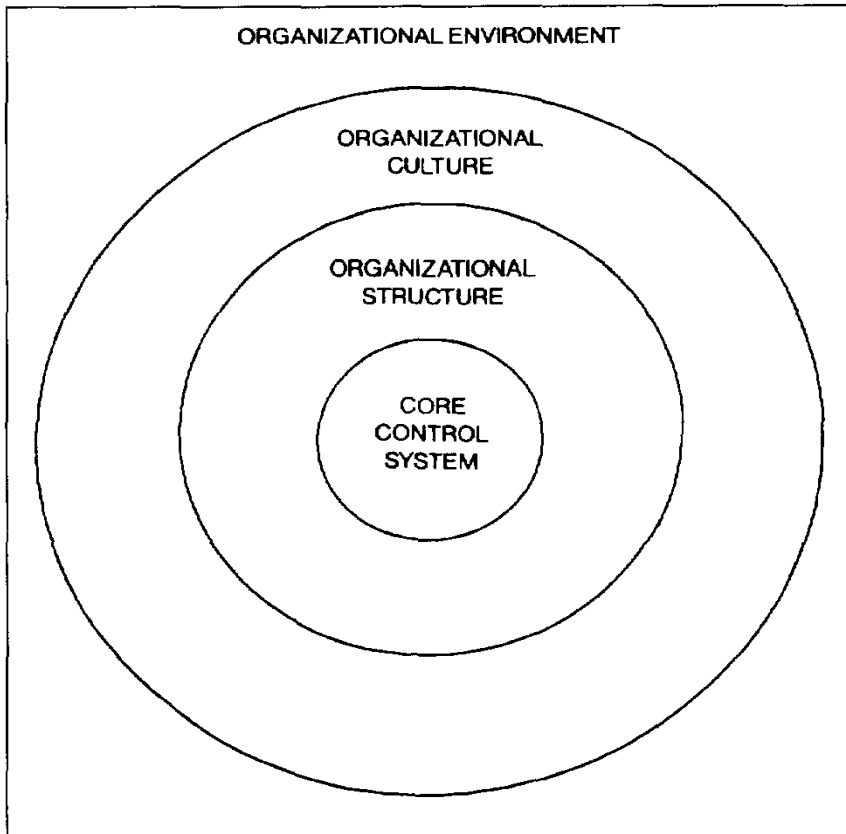 ORGANIZATIONAL ENVIRONMENT
ORGANIZATIONAL
CULTURE
ORGANIZATIONAL
STRUCTURE
CORE
CONTROL
SYSTEM